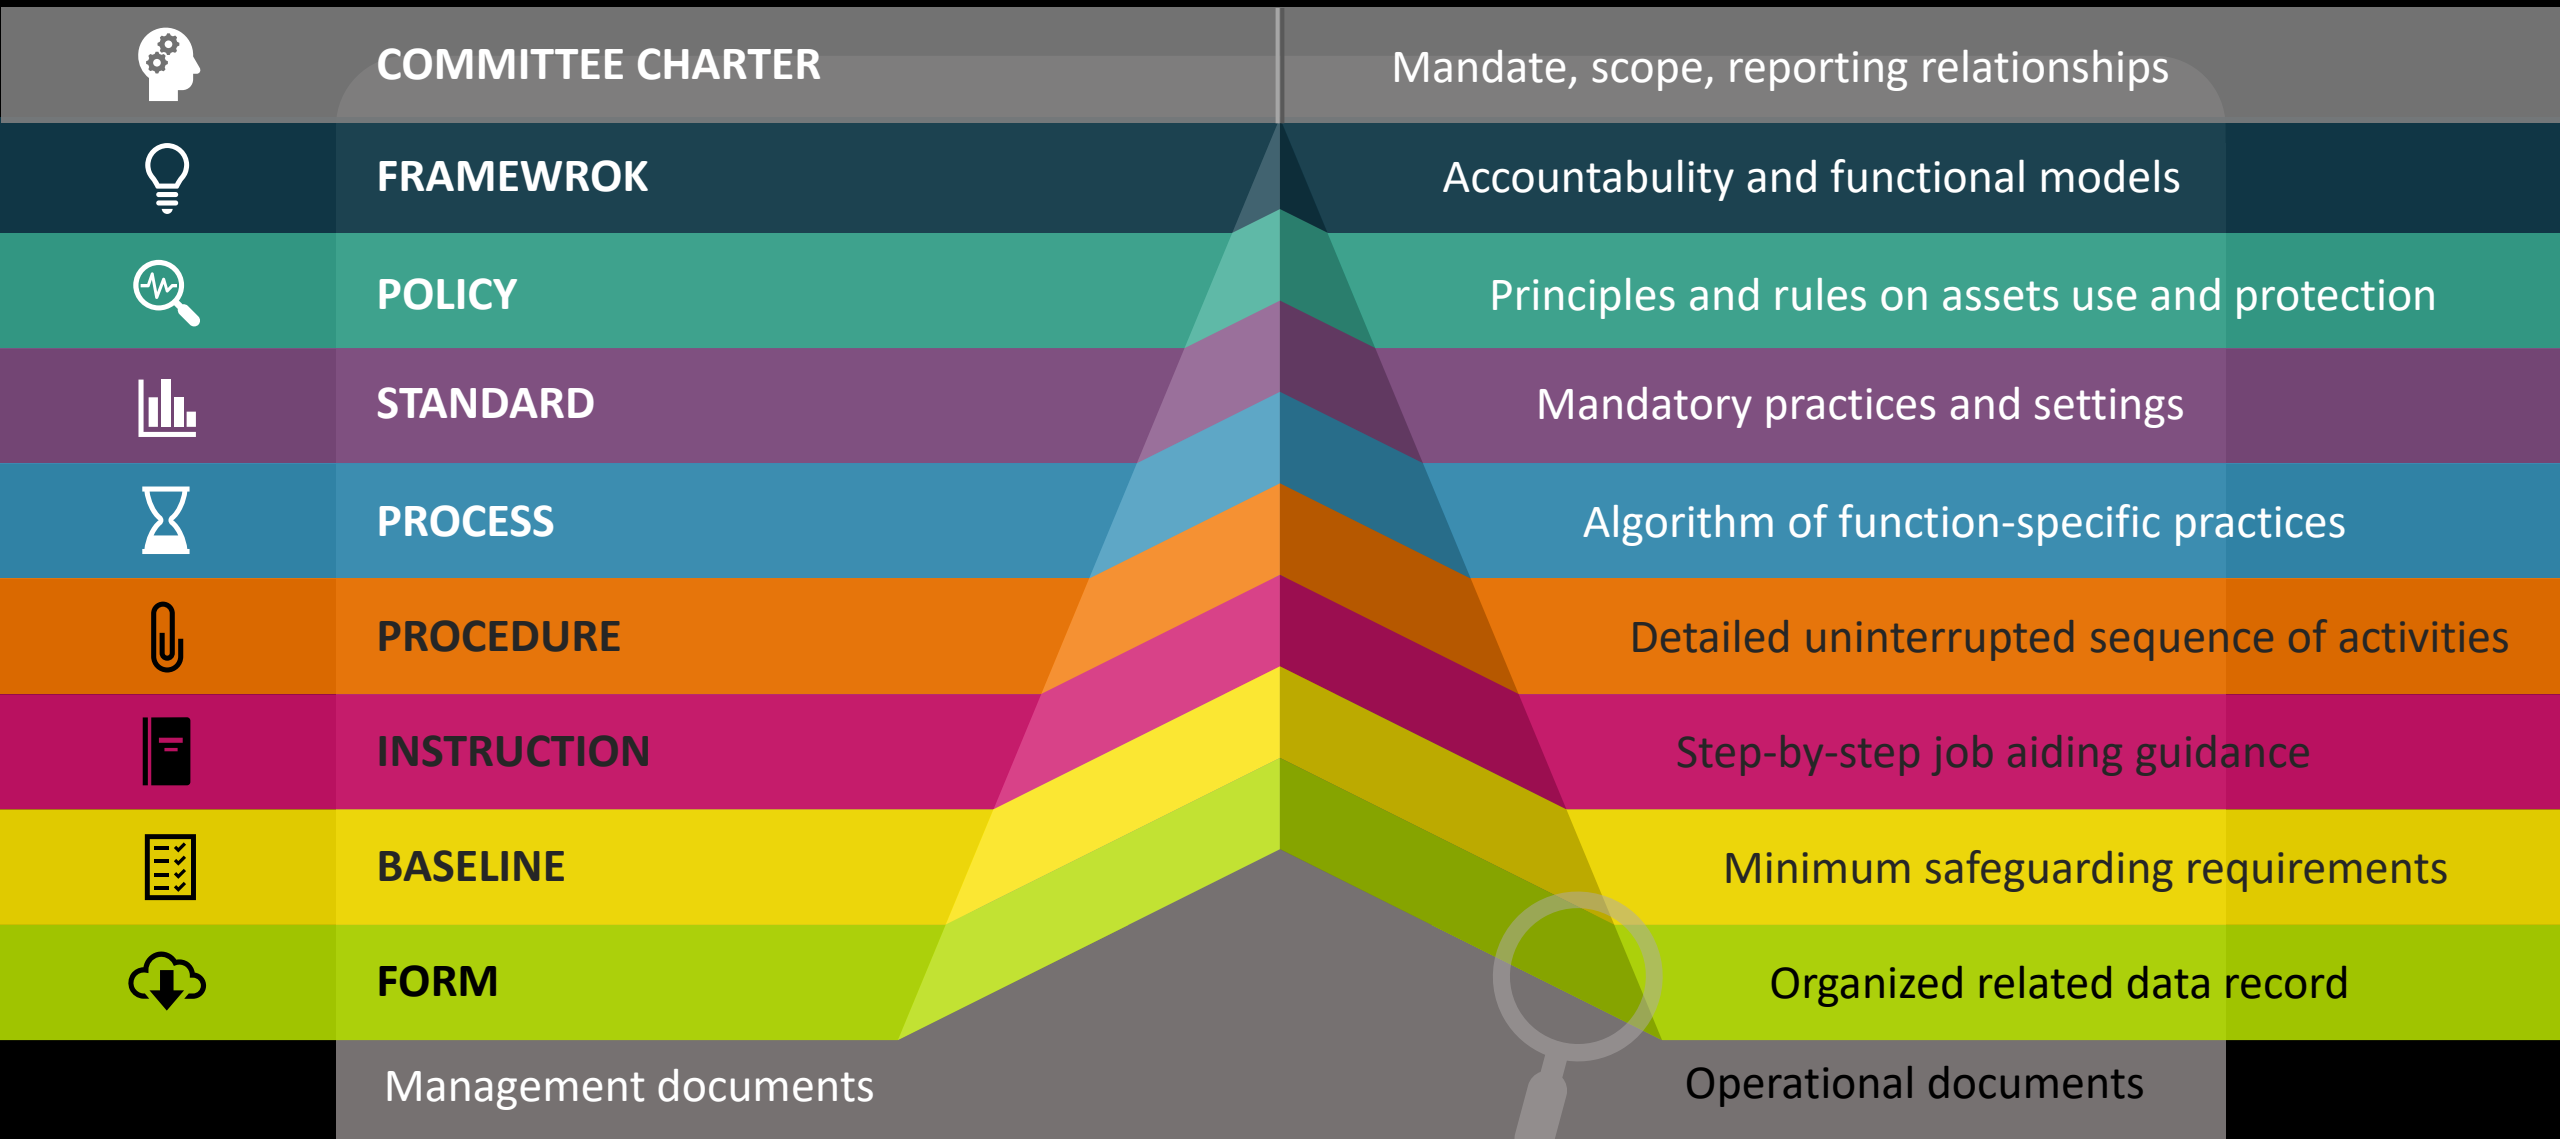 COMMITTEE CHARTER Mandate, scope, reporting relationships
FRAMEWROK Accountabulity and functional models
POLICY Principles and rules on assets use and protection
STANDARD Mandatory practices and settings
PROCESS Algorithm of function-specific practices
PROCEDURE Detailed uninterrupted sequence of activities
INSTRUCTION Step-by-step job aiding guidance
BASELINE Minimum safeguarding requirements
FORM Organized related data record
Management documents Operational documents